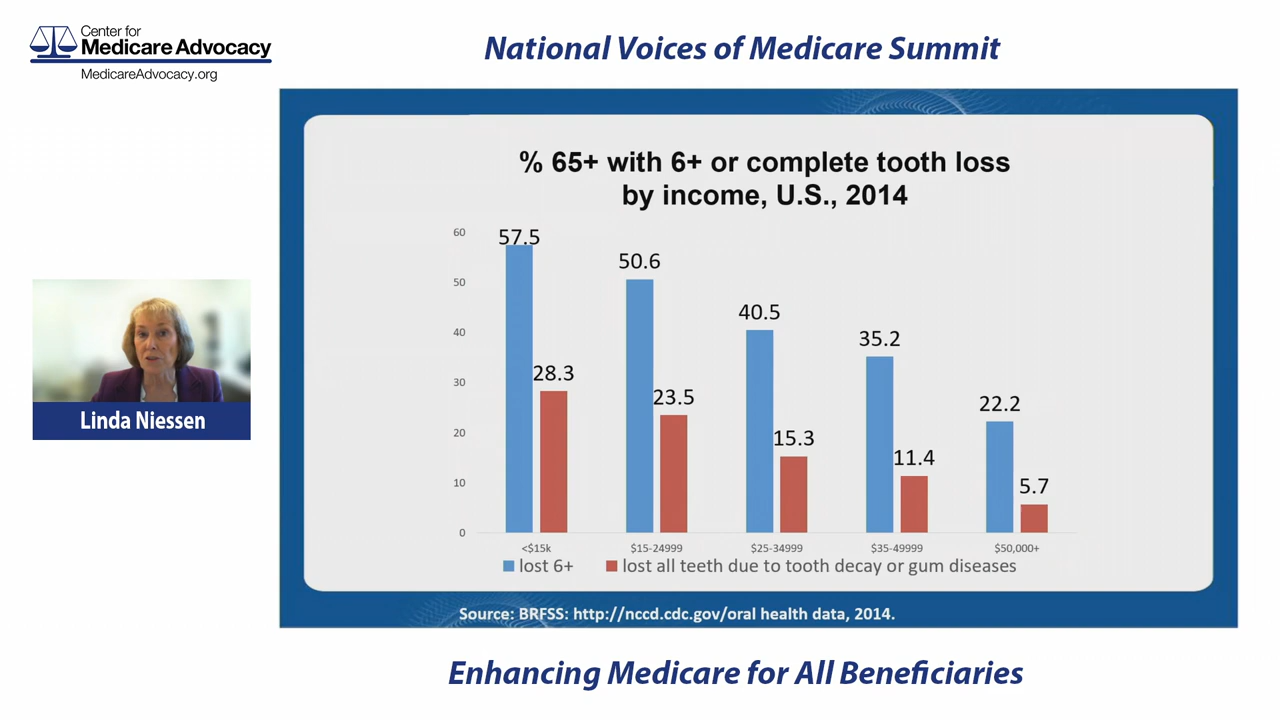 Center for
Medicare Advocacy
MedicareAdvocacy.org
National Voices of Medicare Summit
% 65+ with 6+ or complete tooth loss
by income, U.S., 2014
60
50
40
30
20
10
0
57.5
28.3
50.6
23.5
40.5
15.3
35.2
11.4
22.2
5.7
<$15k
$15-24999
$25-34999
$35-49999
$50,000+
lost 6+
lost all teeth due to tooth decay or gum diseases
Linda Niessen
Source: BRFSS: http://nccd.cdc.gov/oral health data, 2014.
Enhancing Medicare for All Beneficiaries